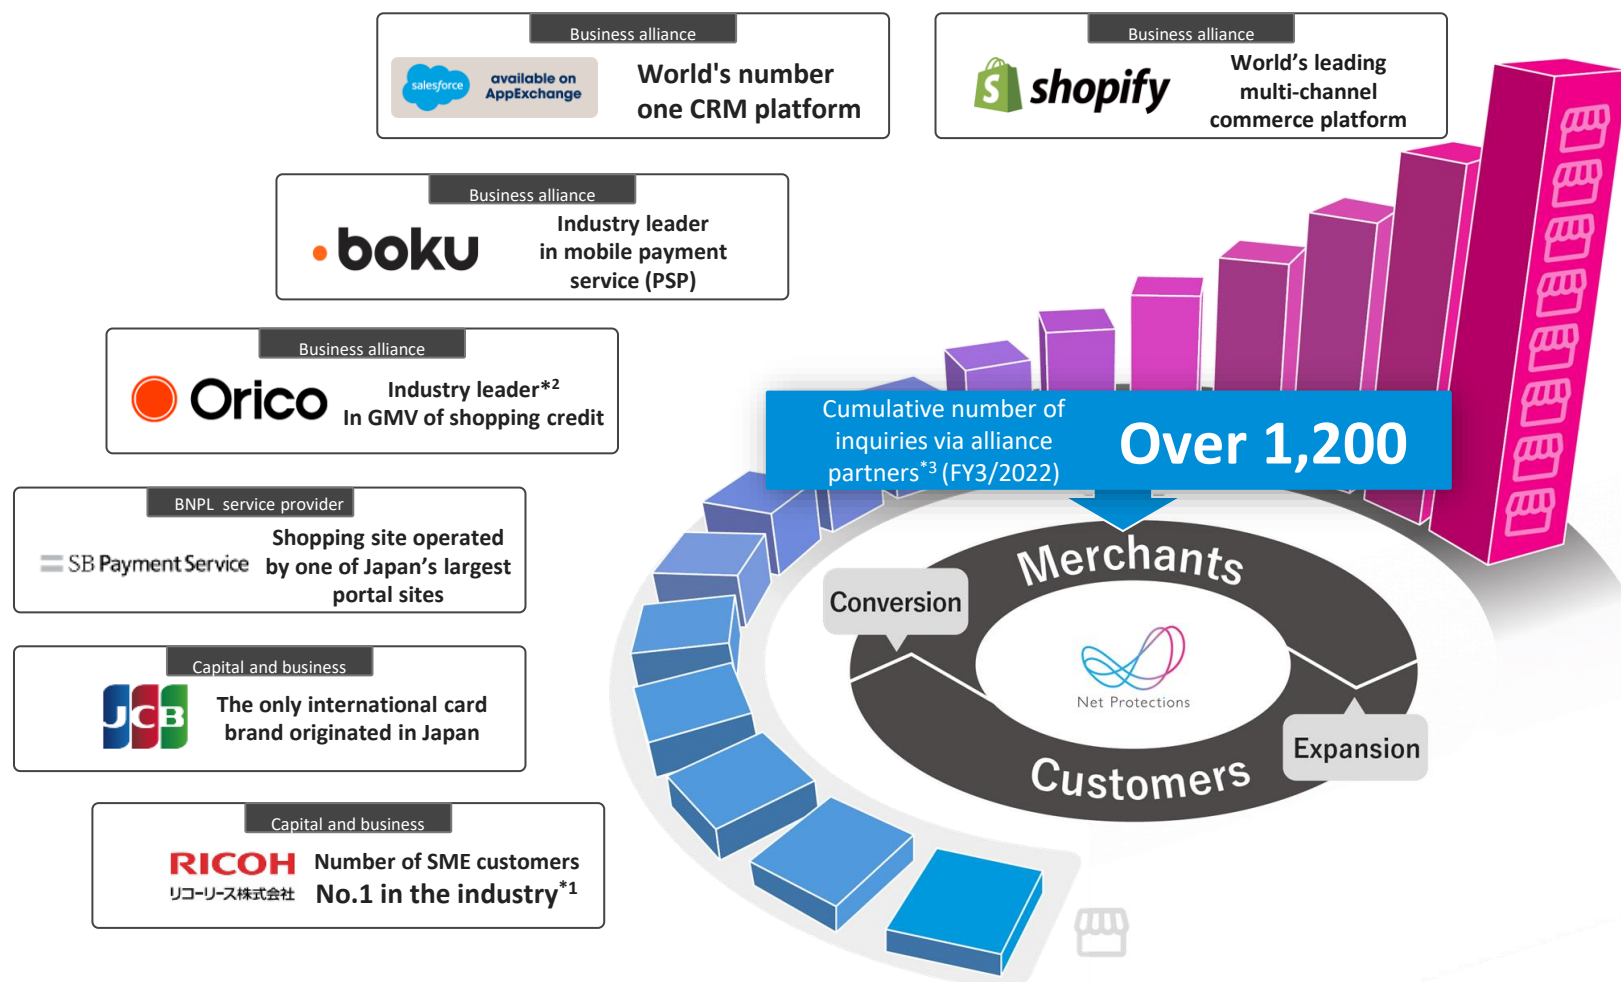 Business alliance
salesforce
available on
AppExchange
World's number
one CRM platform
Business alliance
shopify
World’s leading
multi-channel
commerce platform
Business alliance
boku
Industry leader
in mobile payment
service (PSP)
Business alliance
Orico
Industry leader*2
In GMV of shopping credit
Cumulative number of
inquiries via alliance
partners*3 (FY3/2022)
Over 1,200
BNPL service provider
SB Payment Service
Shopping site operated
by one of Japan’s largest
portal sites
Merchants
Conversion
Net Protections
Expansion
Customers
Capital and business
JCB
The only international card
brand originated in Japan
Capital and business
RICOH
リコーリース株式会社
Number of SME customers
No.1 in the industry*1